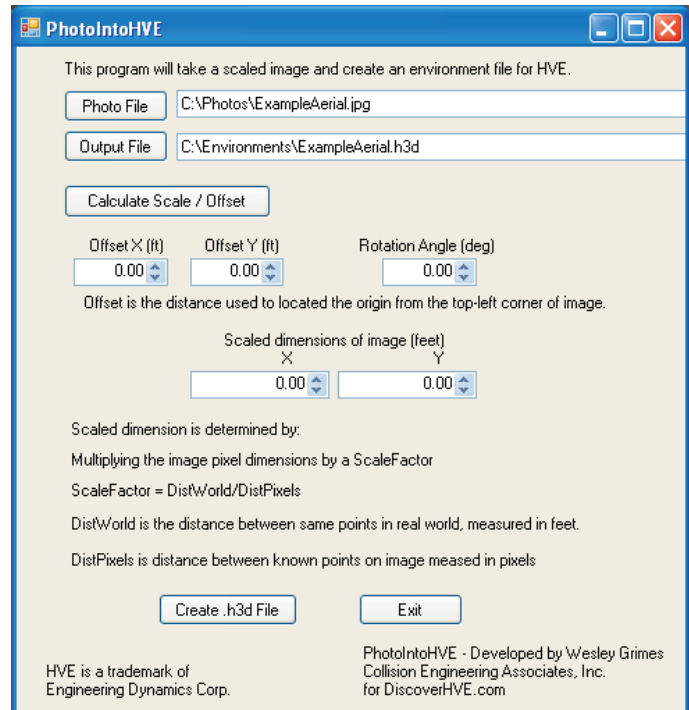 PhotoIntoHVE
This program will take a scaled image and create an environment file for HVE.
Photo File C:\Photos\ExampleAerial.jpg
Output File C:\Environments\ExampleAerial.h3d
Calculate Scale / Offset
Offset X (ft) Offset Y (ft) Rotation Angle (deg)
0.00 0.00 0.00
Offset is the distance used to located the origin from the top-left corner of image.
Scaled dimensions of image (feet)
X Y
0.00 0.00
Scaled dimension is determined by:
Multiplying the image pixel dimensions by a ScaleFactor
ScaleFactor = DistWorld/DistPixels
DistWorld is the distance between same points in real world, measured in feet.
DistPixels is distance between known points on image meased in pixels
Create .h3d File Exit
HVE is a trademark of
Engineering Dynamics Corp.
PhotoIntoHVE - Developed by Wesley Grimes
Collision Engineering Associates, Inc.
for DiscoverHVE.com